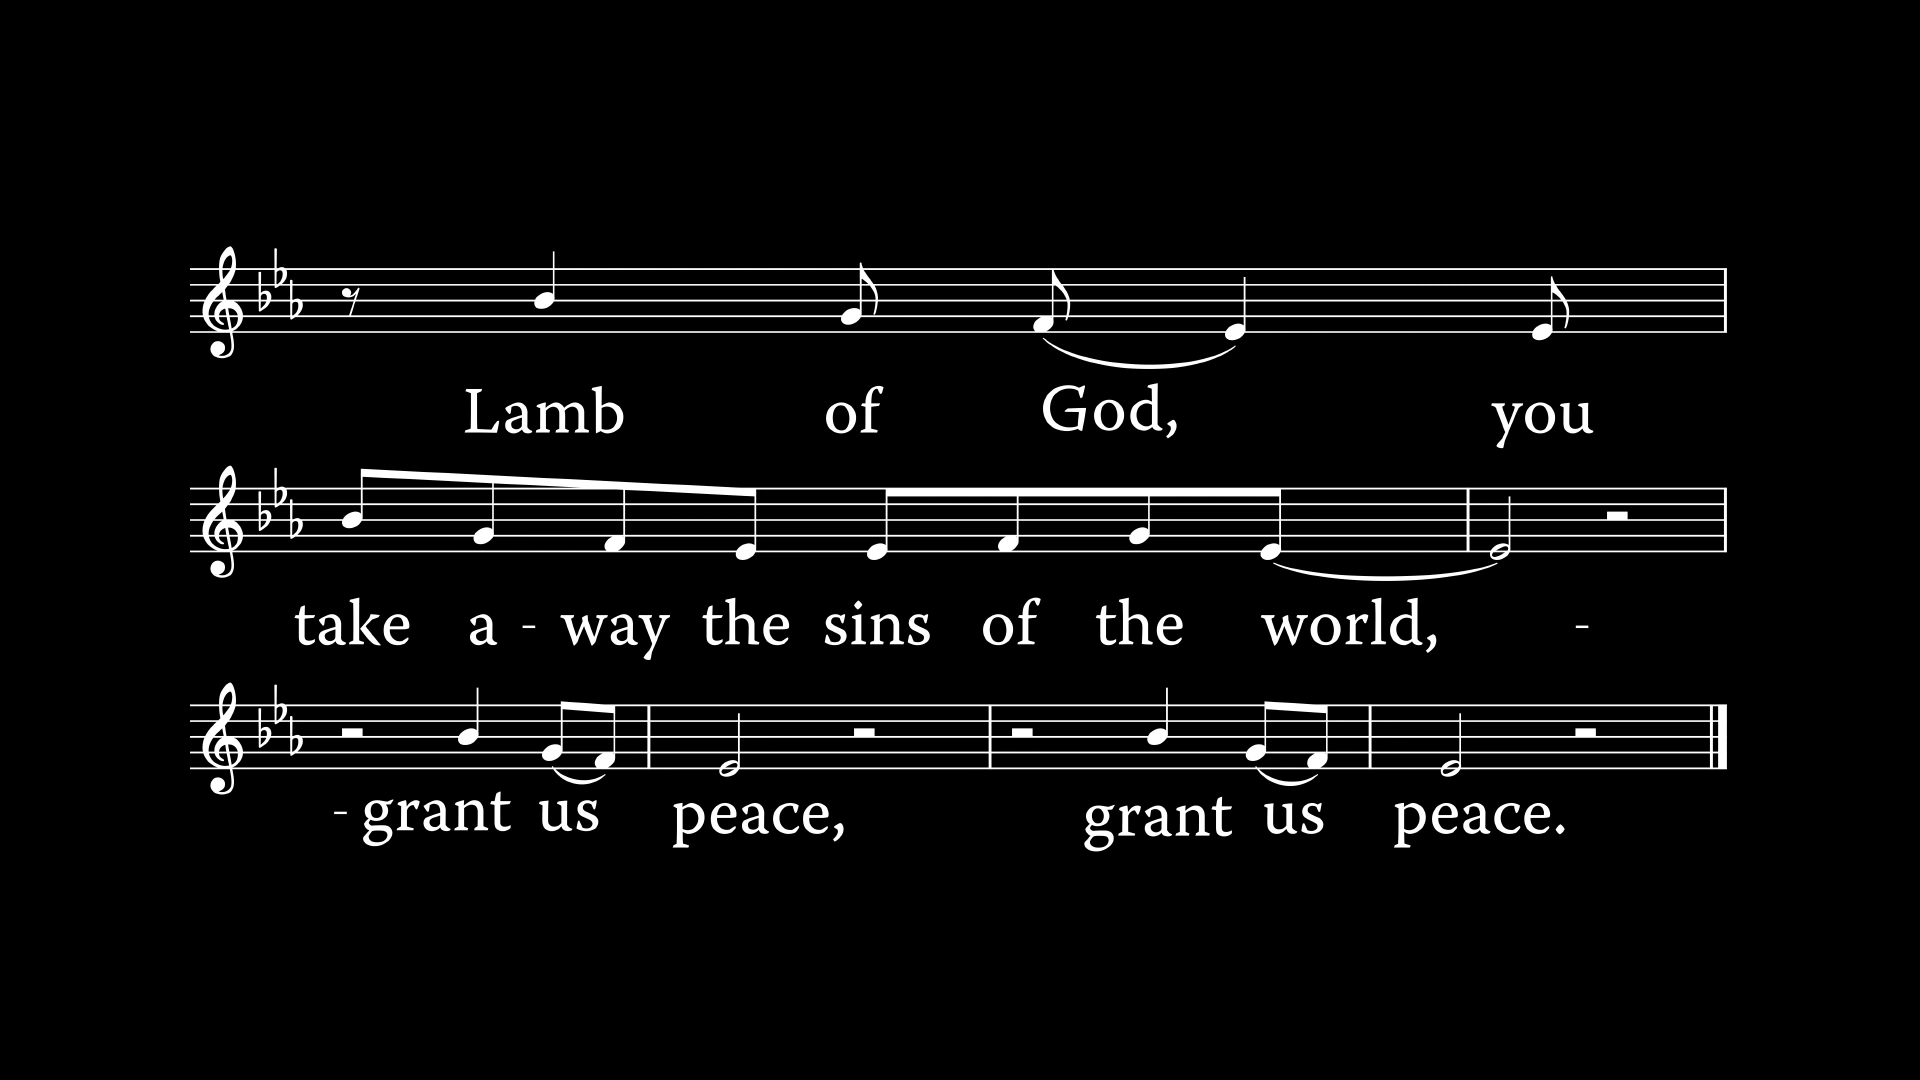 Lamb of God, you
take a - way the sins of the world, -
- grant us peace, grant us peace.